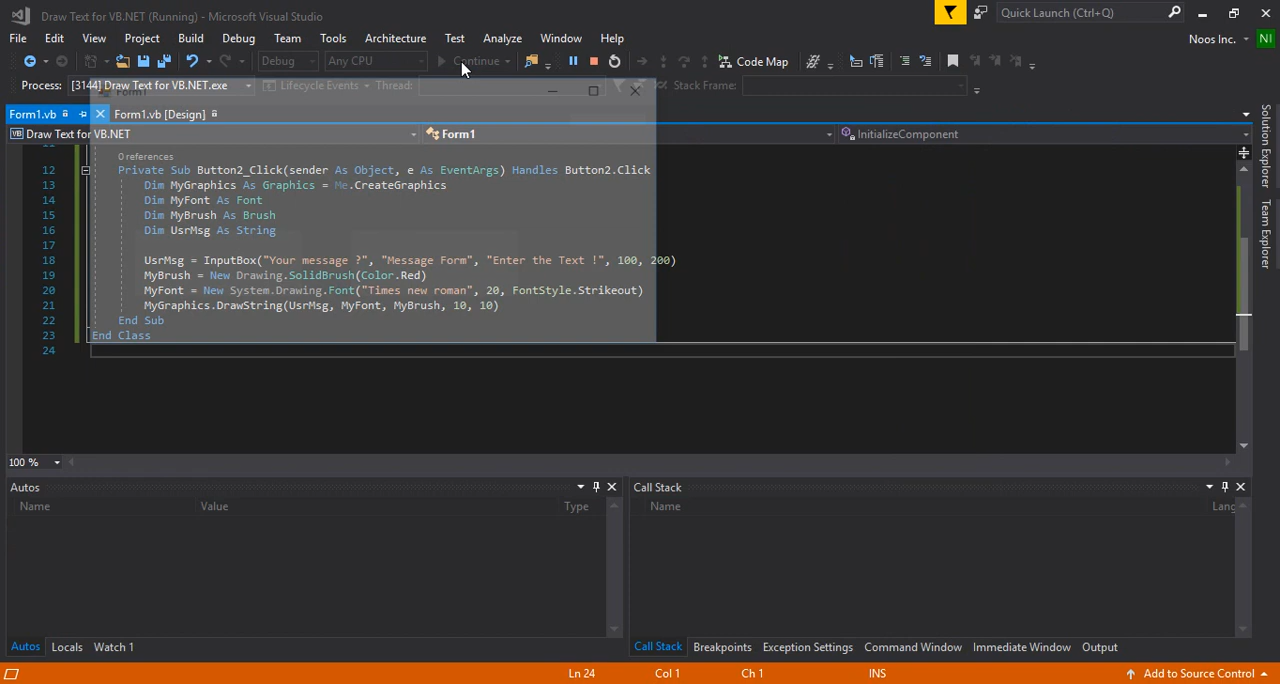 Draw Text for VB.NET (Running) - Microsoft Visual Studio
Quick Launch (Ctrl+Q)
File Edit View Project Build Debug Team Tools Architecture Test Analyze Window Help
Noos Inc. NI
Debug Any CPU Continue Code Map
Process: [3144] Draw Text for VB.NET.exe Lifecycle Events Thread: Stack Frame:
Form1
Form1.vb Form1.vb [Design]
VB Draw Text for VB.NET Form1 InitializeComponent
11
0 references
12 Private Sub Button2_Click(sender As Object, e As EventArgs) Handles Button2.Click
13 Dim MyGraphics As Graphics = Me.CreateGraphics
14 Dim MyFont As Font
15 Dim MyBrush As Brush
16 Dim UsrMsg As String
17
18 UsrMsg = InputBox("Your message ?", "Message Form", "Enter the Text !", 100, 200)
19 MyBrush = New Drawing.SolidBrush(Color.Red)
20 MyFont = New System.Drawing.Font("Times new roman", 20, FontStyle.Strikeout)
21 MyGraphics.DrawString(UsrMsg, MyFont, MyBrush, 10, 10)
22 End Sub
23 End Class
24
Solution Explorer
Team Explorer
100 %
Autos
Name Value Type
Call Stack
Name Lang
Autos Locals Watch 1
Call Stack Breakpoints Exception Settings Command Window Immediate Window Output
Ln 24 Col 1 Ch 1 INS Add to Source Control